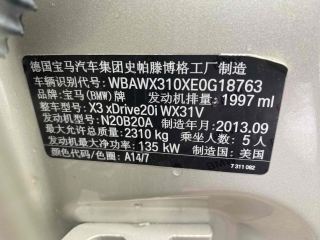 德国宝马汽车集团史帕滕博格工厂制造
车辆识别代号: WBAWX310XE0G18763
品牌: 宝马(BMW)牌 发动机排量: 1997 ml
整车型号: X3 xDrive20i WX31V
发动机型号: N20B20A 制造年月: 2013.09
最大允许总质量: 2310 kg 乘坐人数: 5 人
发动机最大净功率: 135 kW 制造国: 美国
颜色代码/色: A14/7
7 311 082